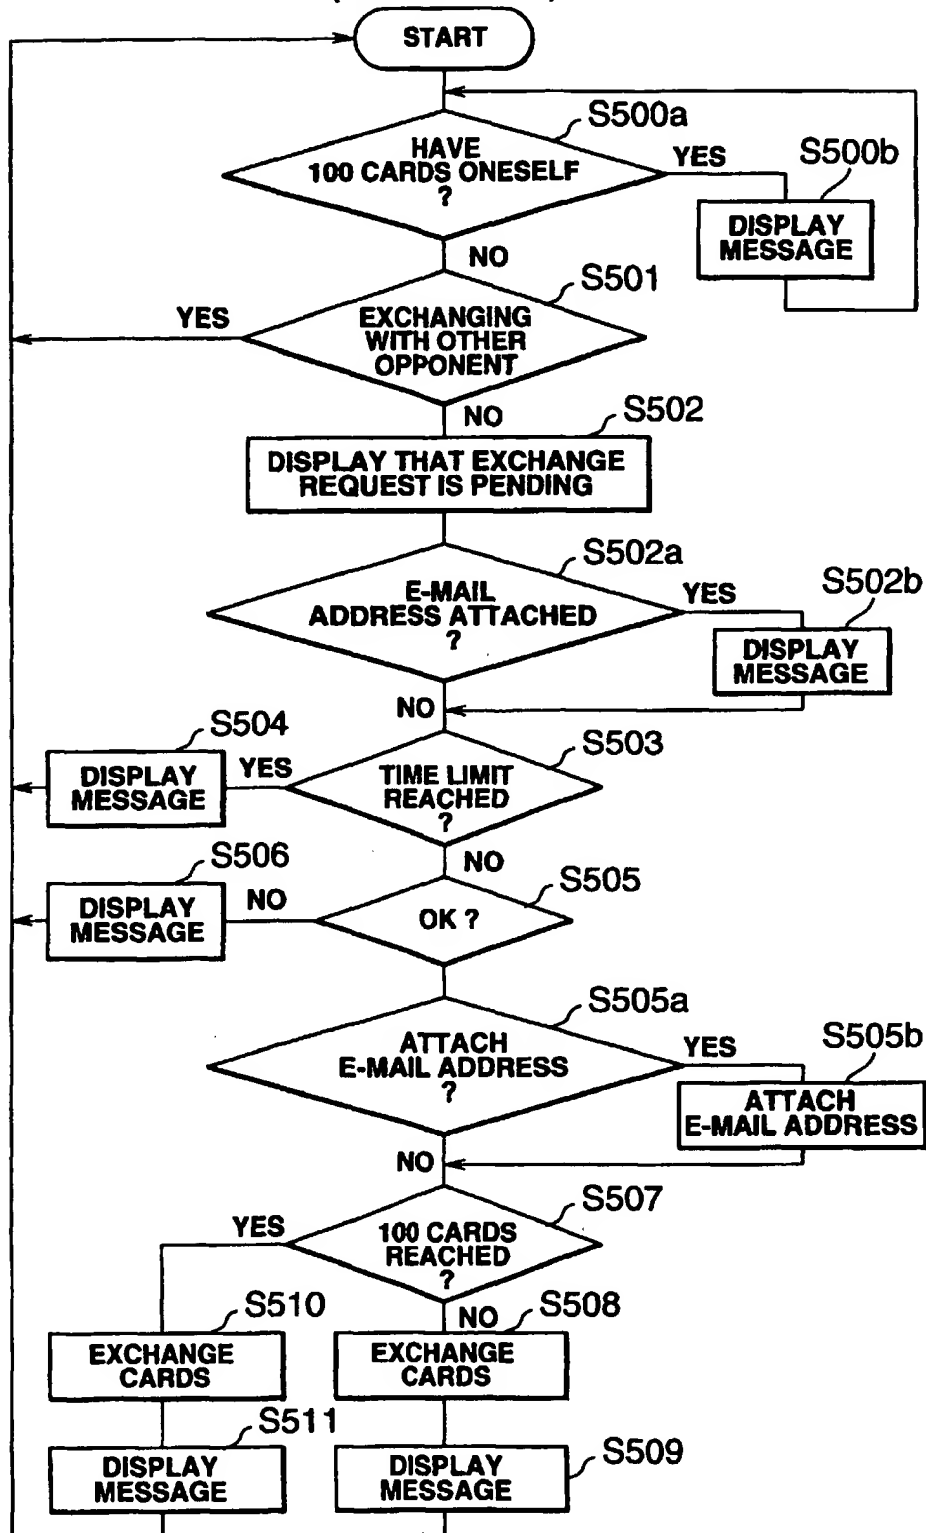 START
S500a
HAVE
100 CARDS ONESELF
?
YES
S500b
DISPLAY
MESSAGE
NO
S501
YES
EXCHANGING
WITH OTHER
OPPONENT
NO
S502
DISPLAY THAT EXCHANGE
REQUEST IS PENDING
S502a
E-MAIL
ADDRESS ATTACHED
?
YES
S502b
DISPLAY
MESSAGE
NO
S504
S503
DISPLAY
MESSAGE
YES
TIME LIMIT
REACHED
?
S506
NO
S505
DISPLAY
MESSAGE
NO
OK ?
S505a
ATTACH
E-MAIL ADDRESS
?
YES
S505b
ATTACH
E-MAIL ADDRESS
NO
S507
YES
100 CARDS
REACHED
?
S510
NO
S508
EXCHANGE
CARDS
EXCHANGE
CARDS
S511
DISPLAY
MESSAGE
DISPLAY
MESSAGE
S509